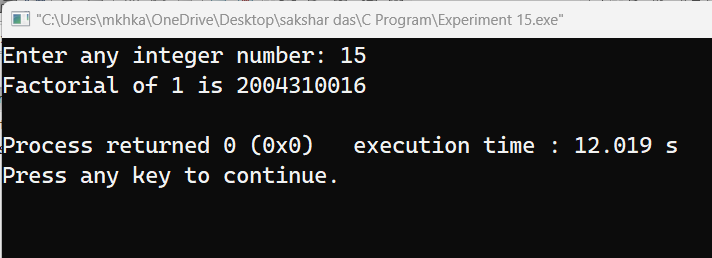 "C:\Users\mkhka\OneDrive\Desktop\sakshar das\C Program\Experiment 15.exe"
Enter any integer number: 15
Factorial of 1 is 2004310016
Process returned 0 (0x0)   execution time : 12.019 s
Press any key to continue.